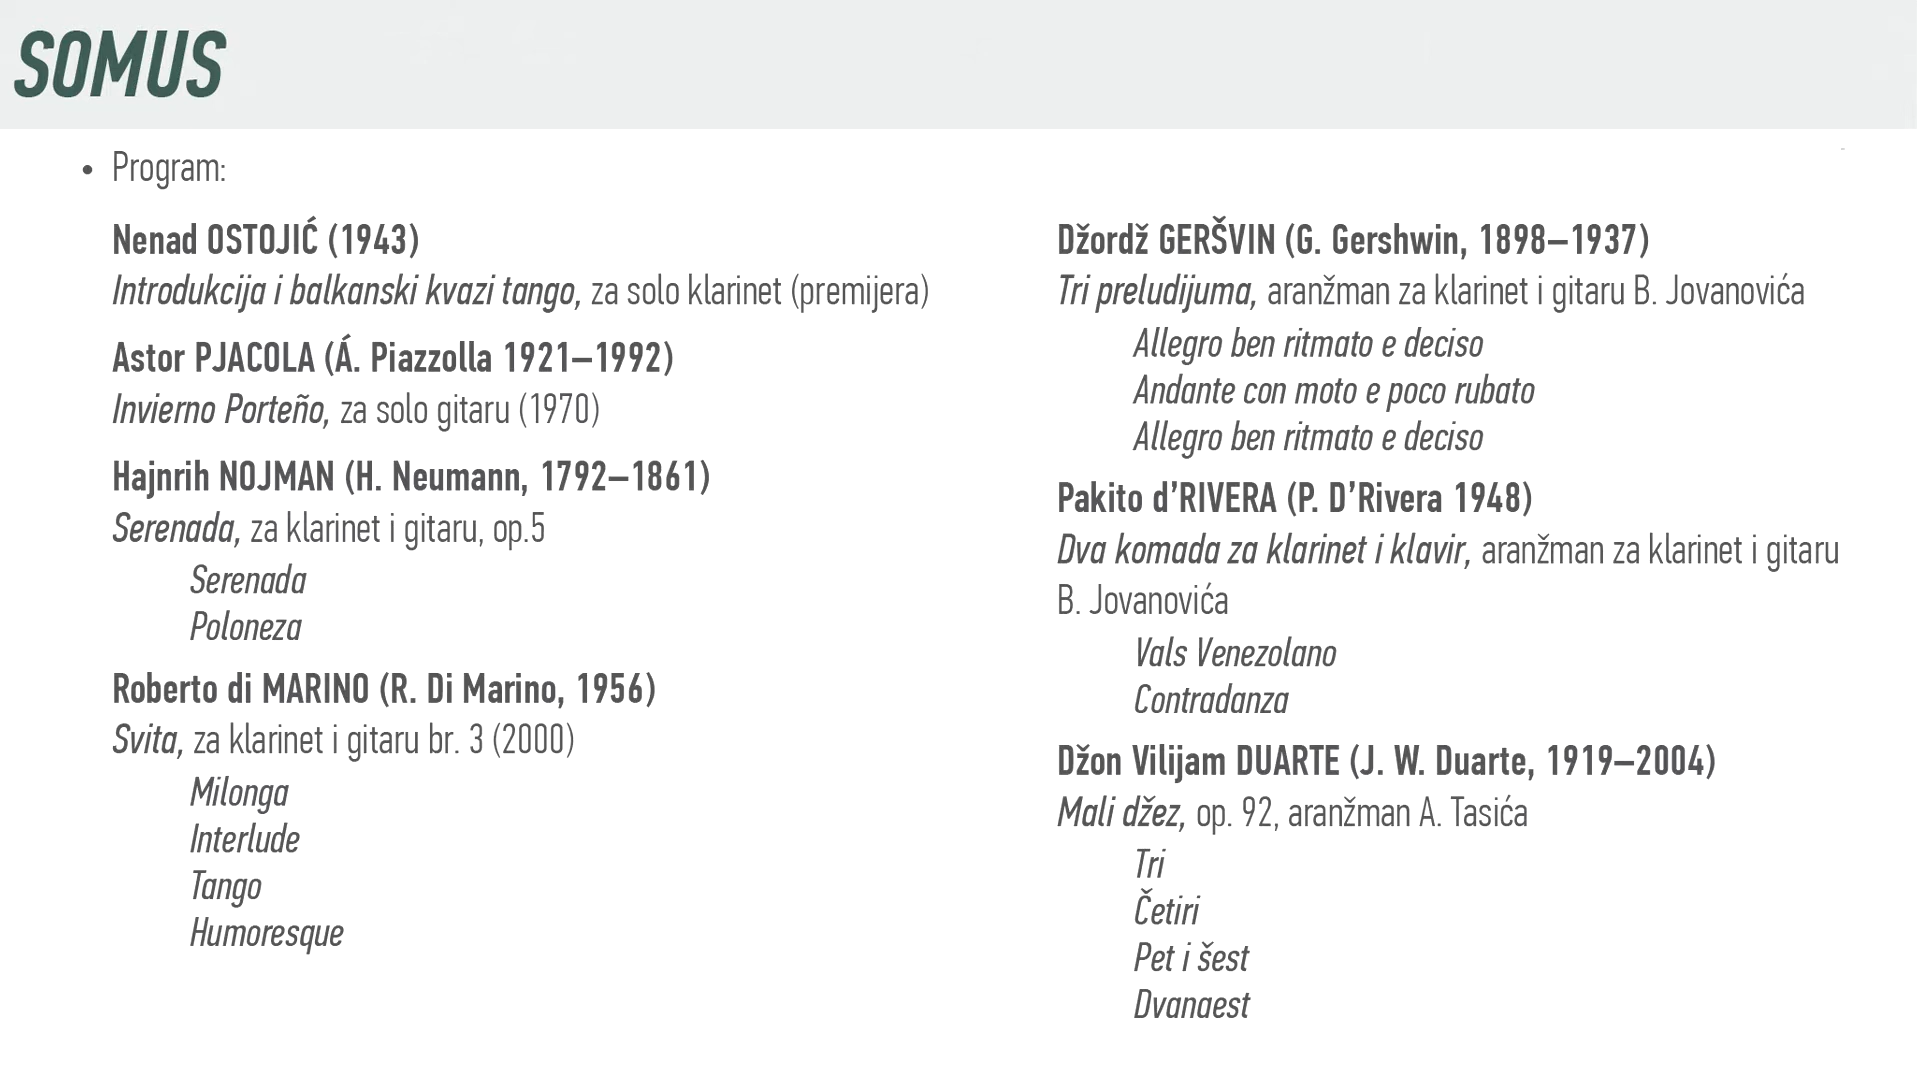 SOMUS
• Program:
Nenad OSTOJIĆ (1943)
Introdukcija i balkanski kvazi tango, za solo klarinet (premijera)
Astor PJACOLA (Á. Piazzolla 1921–1992)
Invierno Porteño, za solo gitaru (1970)
Hajnrih NOJMAN (H. Neumann, 1792–1861)
Serenada, za klarinet i gitaru, op.5
Serenada
Poloneza
Roberto di MARINO (R. Di Marino, 1956)
Svita, za klarinet i gitaru br. 3 (2000)
Milonga
Interlude
Tango
Humoresque
Džordž GERŠVIN (G. Gershwin, 1898–1937)
Tri preludijuma, aranžman za klarinet i gitaru B. Jovanovića
Allegro ben ritmato e deciso
Andante con moto e poco rubato
Allegro ben ritmato e deciso
Pakito d’RIVERA (P. D’Rivera 1948)
Dva komada za klarinet i klavir, aranžman za klarinet i gitaru
B. Jovanovića
Vals Venezolano
Contradanza
Džon Vilijam DUARTE (J. W. Duarte, 1919–2004)
Mali džez, op. 92, aranžman A. Tasića
Tri
Četiri
Pet i šest
Dvanaest